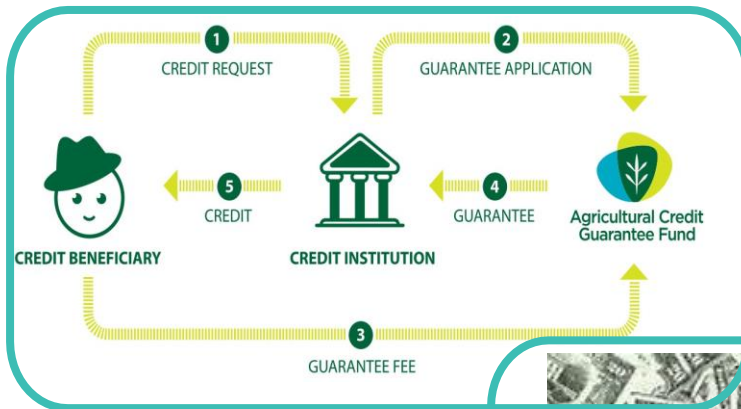 1
CREDIT REQUEST
2
GUARANTEE APPLICATION
5
CREDIT
4
GUARANTEE
Agricultural Credit
Guarantee Fund
CREDIT BENEFICIARY
CREDIT INSTITUTION
3
GUARANTEE FEE